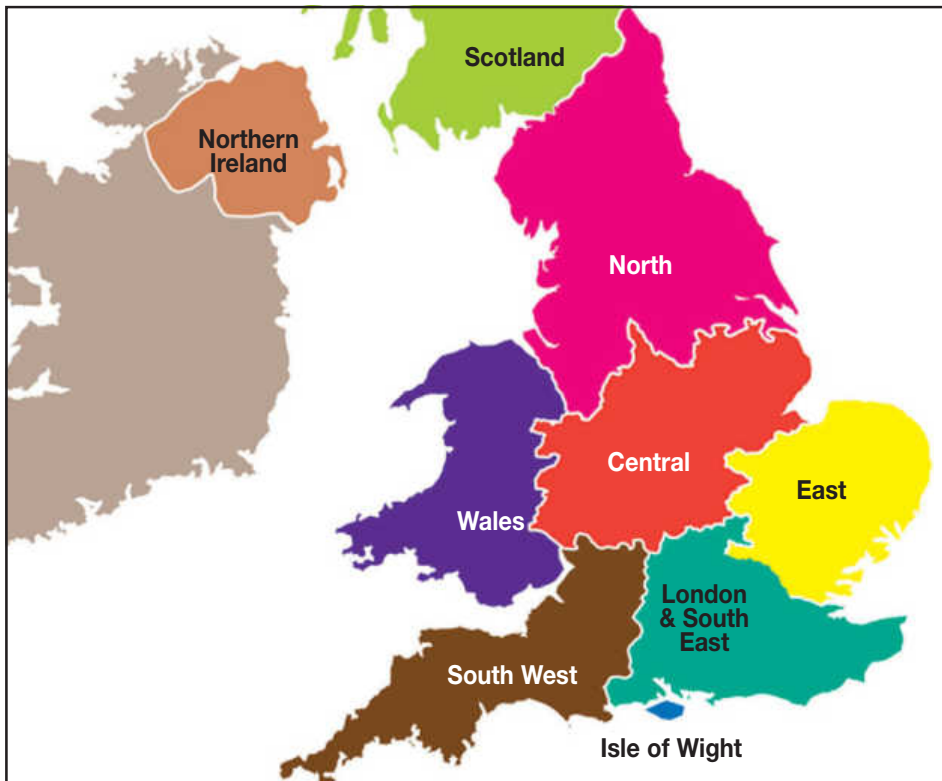 Scotland
Northern
Ireland
North
Central
East
Wales
London
& South
East
South West
Isle of Wight